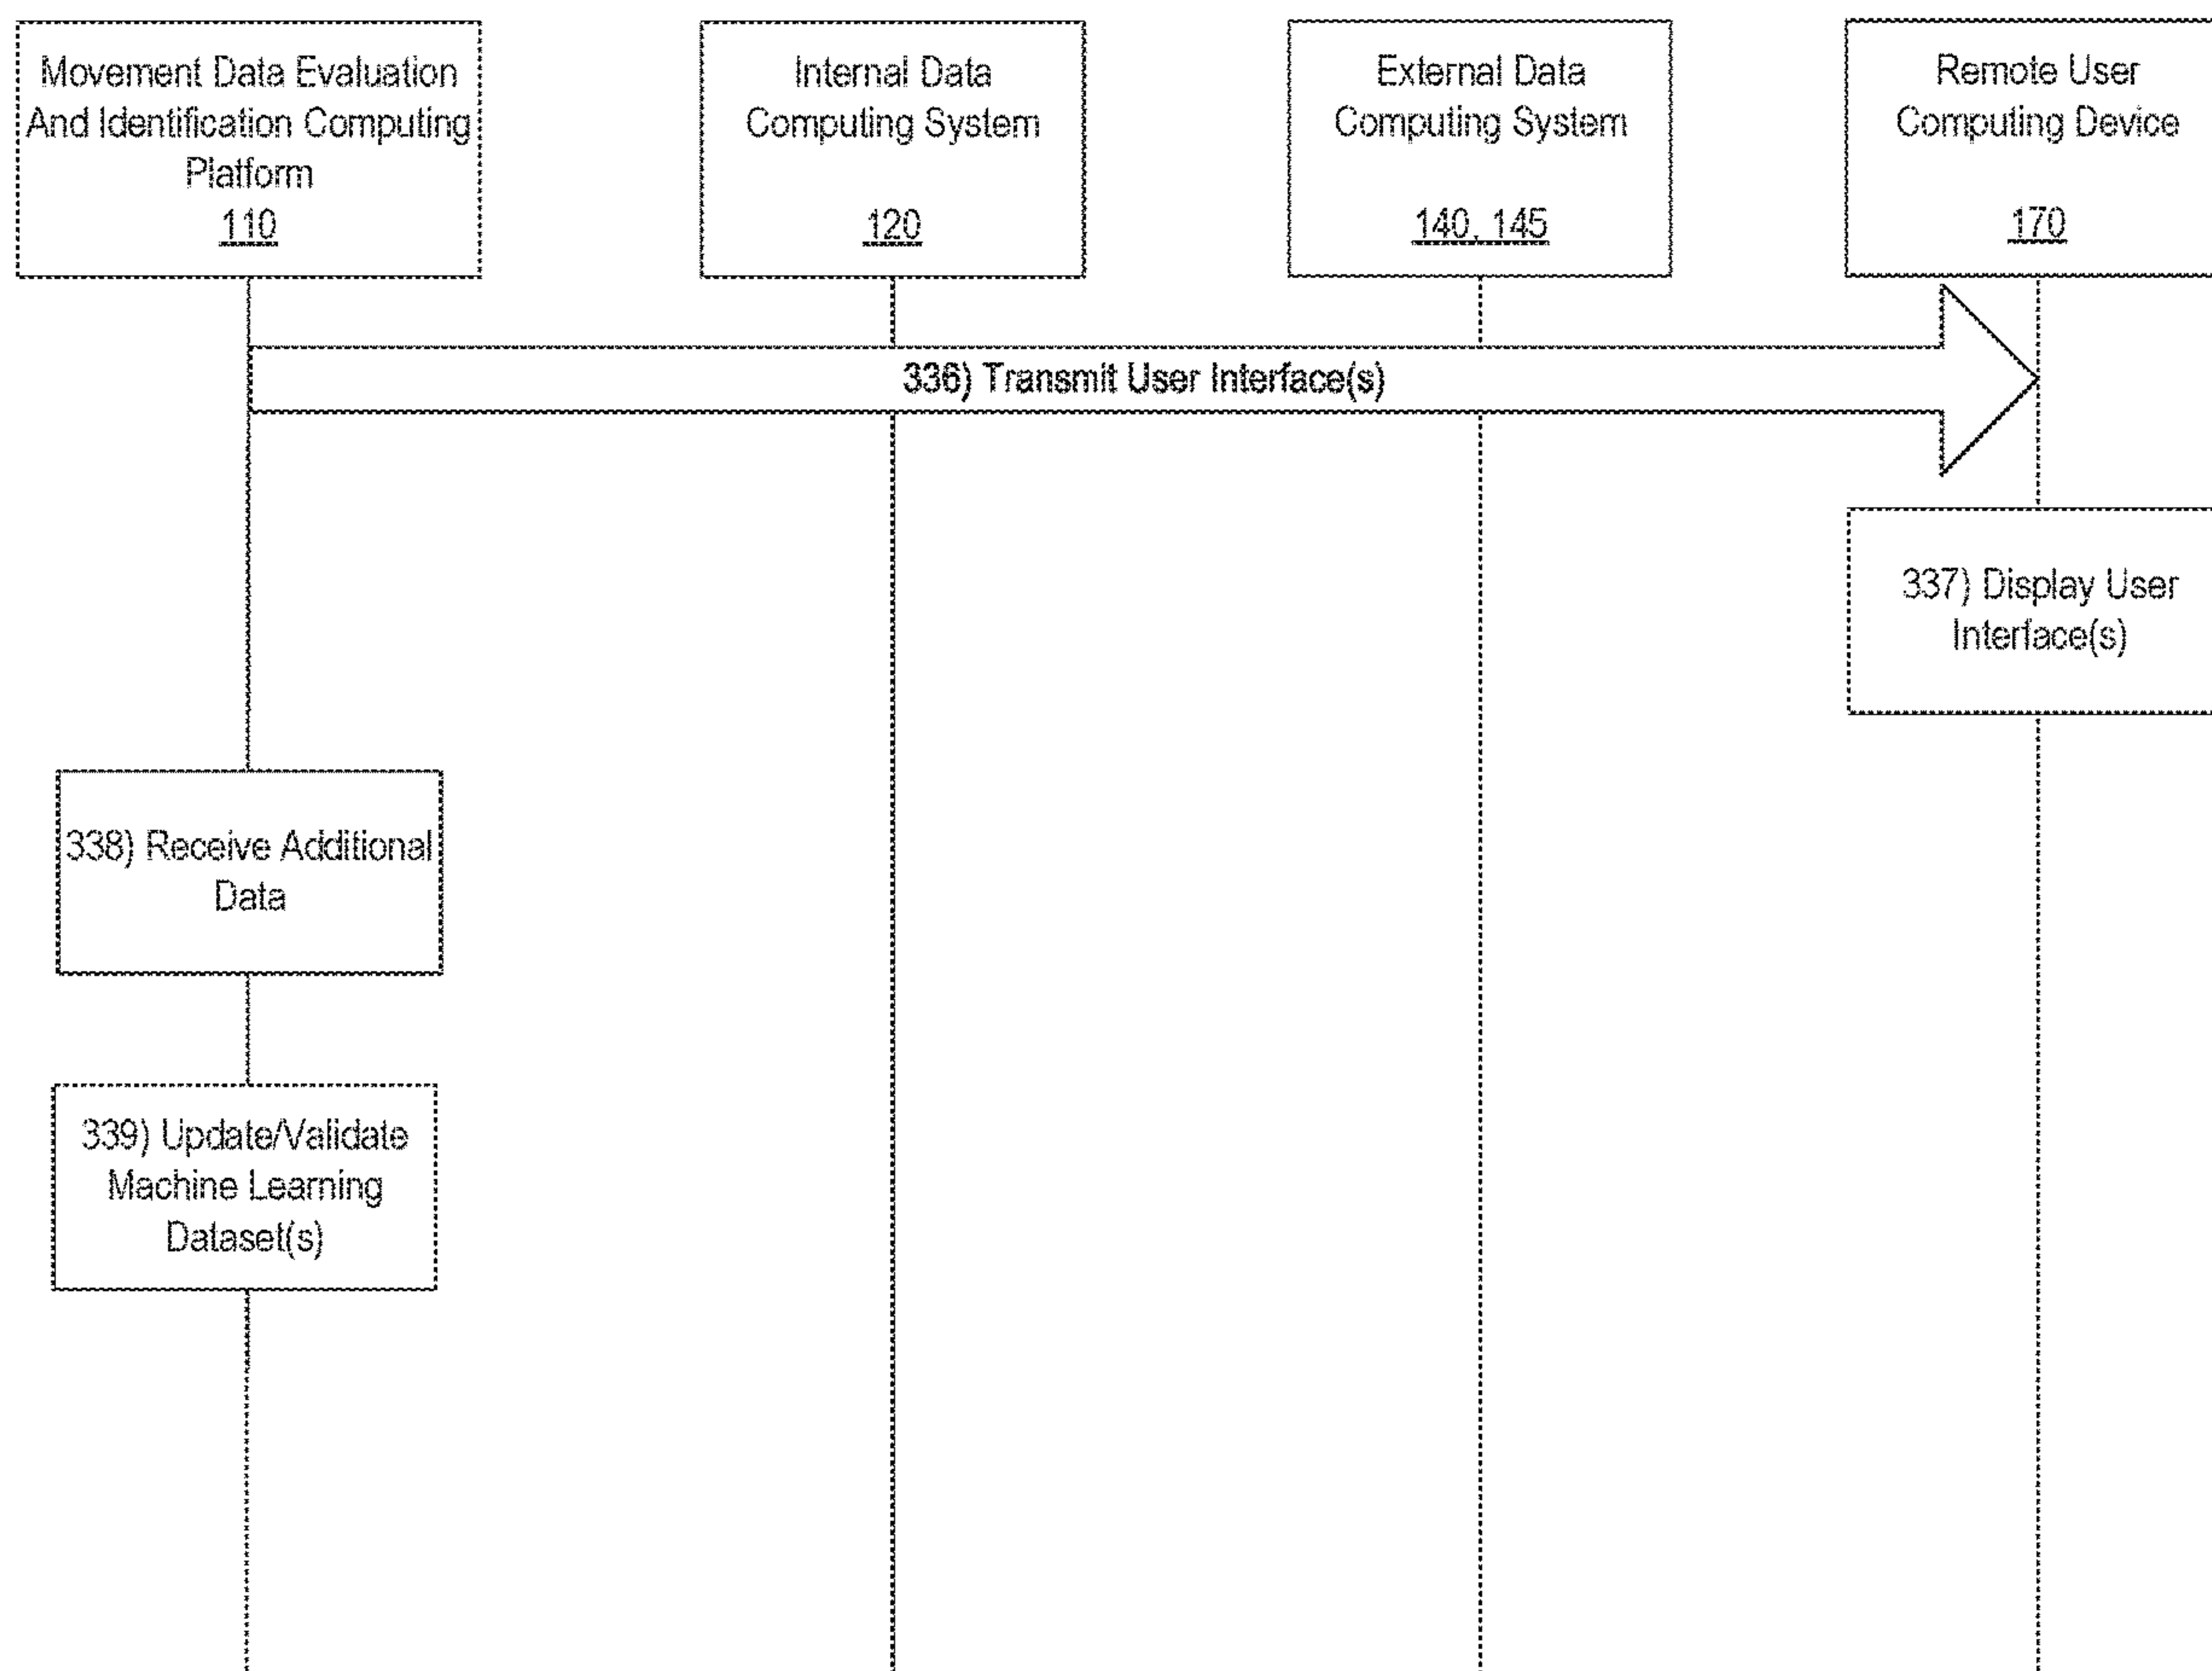 Movement Data Evaluation
And Identification Computing
Platform
110
Internal Data
Computing System
120
External Data
Computing System
140, 145
Remote User
Computing Device
170
336) Transmit User Interface(s)
337) Display User
Interface(s)
338) Receive Additional
Data
339) Update/Validate
Machine Learning
Dataset(s)